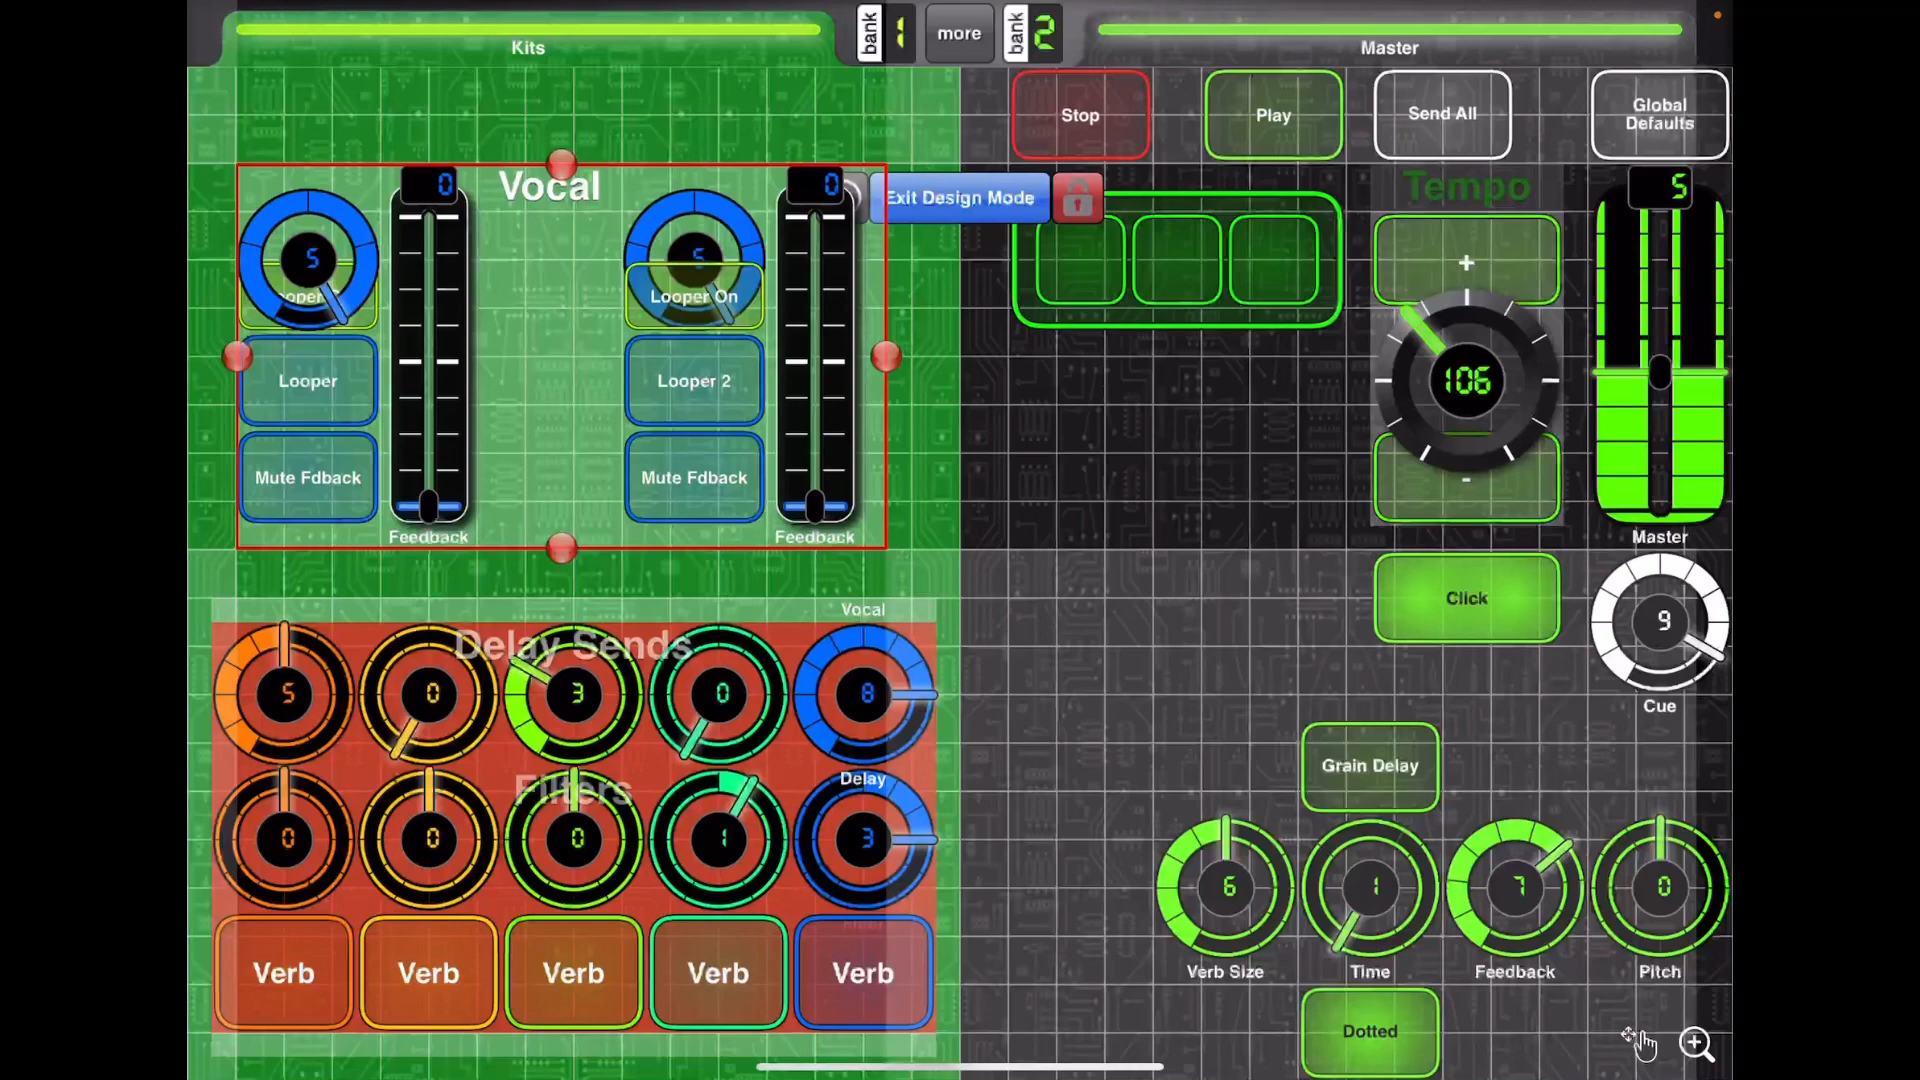 Kits
bank 1
more
bank 2
Master
Stop
Play
Send All
Global
Defaults
0
Vocal
0
Exit Design Mode
Tempo
5
5
5
+
Looper On
106
Looper
Looper 2
Mute Fdback
Mute Fdback
-
Feedback
Feedback
Master
Click
Vocal
9
Delay Sends
5
0
3
0
8
Cue
Delay
Grain Delay
Filters
0
0
0
1
3
6
1
7
0
Verb
Verb
Verb
Verb
Verb
Verb Size
Time
Feedback
Pitch
Dotted